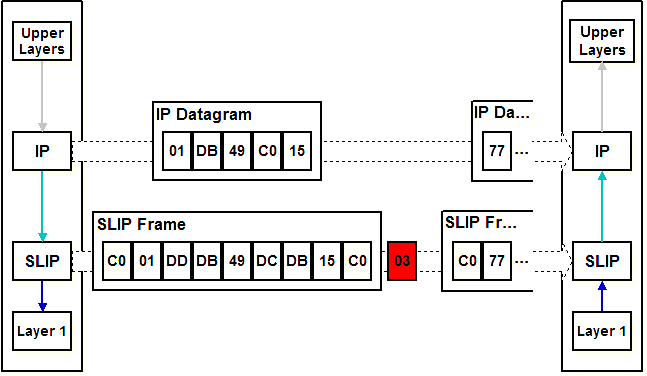 Upper
Layers
Upper
Layers
IP Datagram
IP Da...
IP
01 DB 49 C0 15
77 ...
IP
SLIP Frame
SLIP Fr...
SLIP
C0 01 DD DB 49 DC DB 15 C0 03
C0 77 ...
SLIP
Layer 1
Layer 1